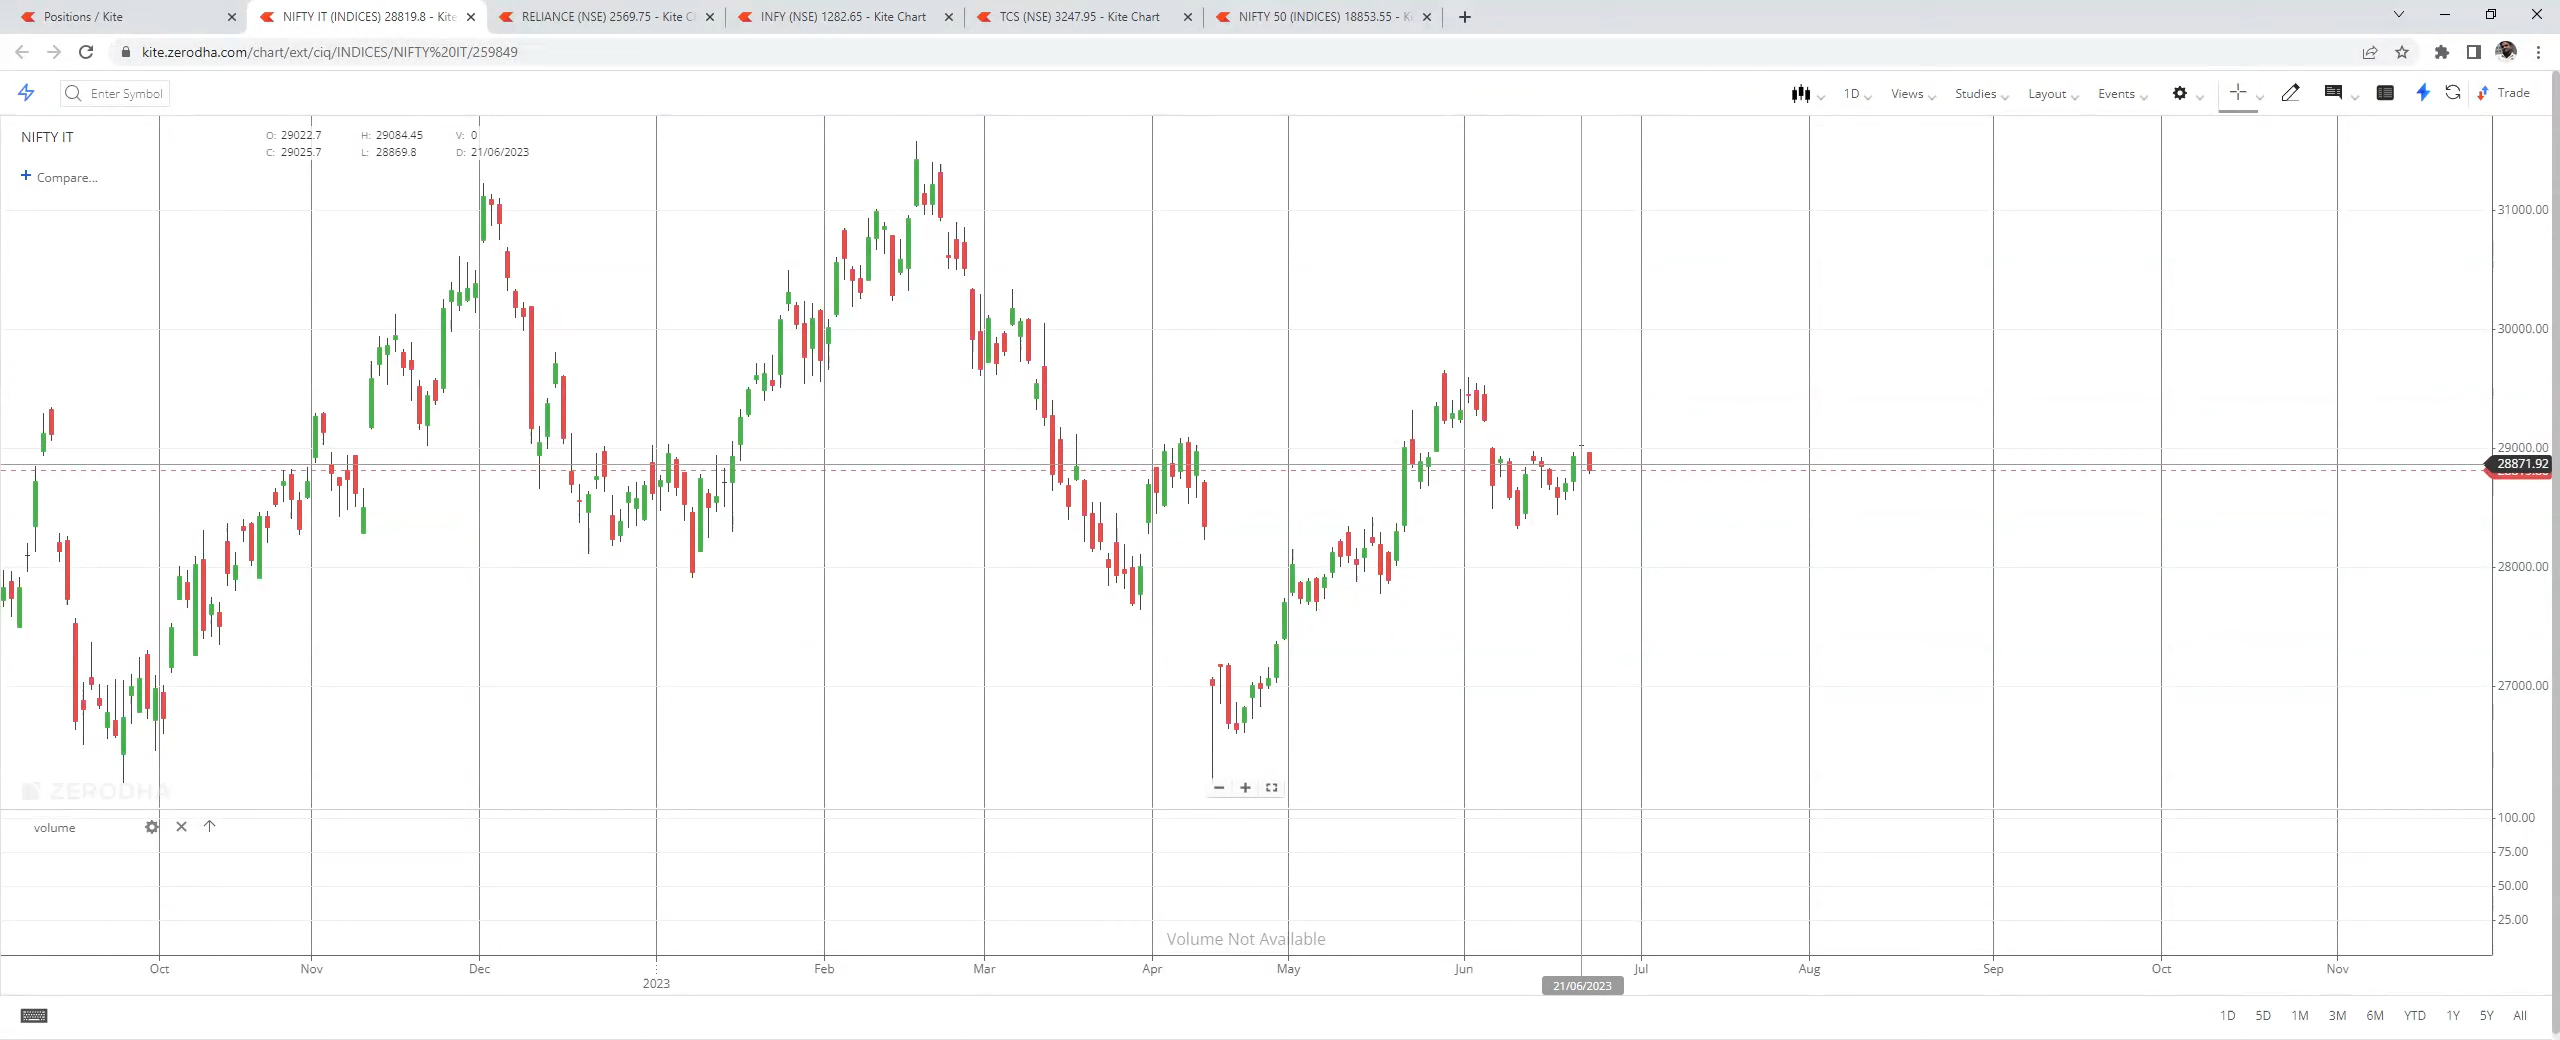 Positions / Kite
NIFTY IT (INDICES) 28819.8 - Kite
RELIANCE (NSE) 2569.75 - Kite C
INFY (NSE) 1282.65 - Kite Chart
TCS (NSE) 3247.95 - Kite Chart
NIFTY 50 (INDICES) 18853.55 - Ki
kite.zerodha.com/chart/ext/ciq/INDICES/NIFTY%20IT/259849
Enter Symbol
1D
Views
Studies
Layout
Events
Trade
NIFTY IT
O: 29022.7 H: 29084.45 V: 0
C: 29025.7 L: 28869.8 D: 21/06/2023
+ Compare...
31000.00
30000.00
29000.00
28871.92
28000.00
27000.00
ZERODHA
volume
100.00
75.00
50.00
25.00
Volume Not Available
Oct Nov Dec 2023 Feb Mar Apr May Jun Jul Aug Sep Oct Nov
21/06/2023
1D 5D 1M 3M 6M YTD 1Y 5Y All